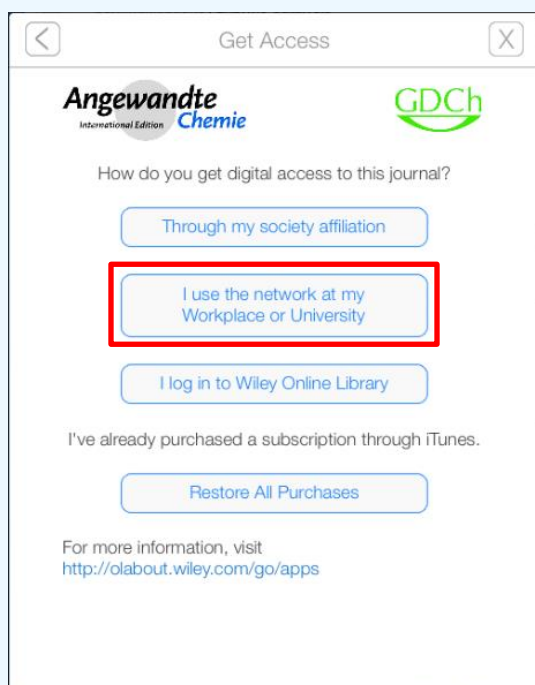 Get Access
X
Angewandte
International Edition Chemie
GDCh
How do you get digital access to this journal?
Through my society affiliation
I use the network at my
Workplace or University
I log in to Wiley Online Library
I've already purchased a subscription through iTunes.
Restore All Purchases
For more information, visit
http://olabout.wiley.com/go/apps